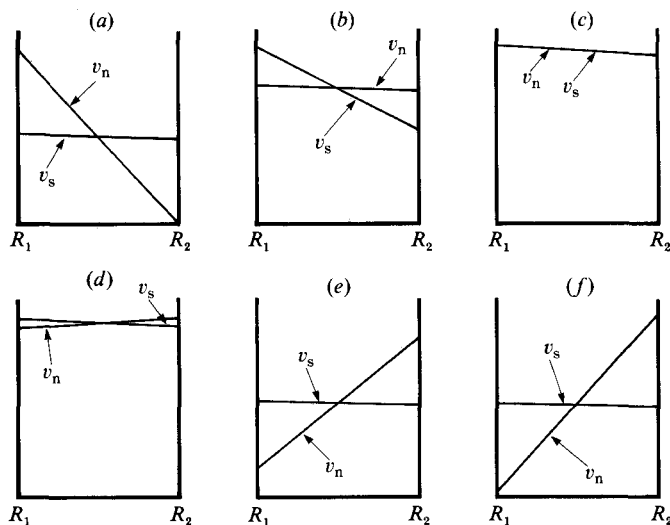 (a)
(b)
(c)
v_n
v_s
v_n
v_s
v_n
v_s
R_1
R_2
R_1
R_2
R_1
R_2
(d)
(e)
(f)
v_s
v_n
v_s
v_n
v_s
v_n
R_1
R_2
R_1
R_2
R_1
R_2